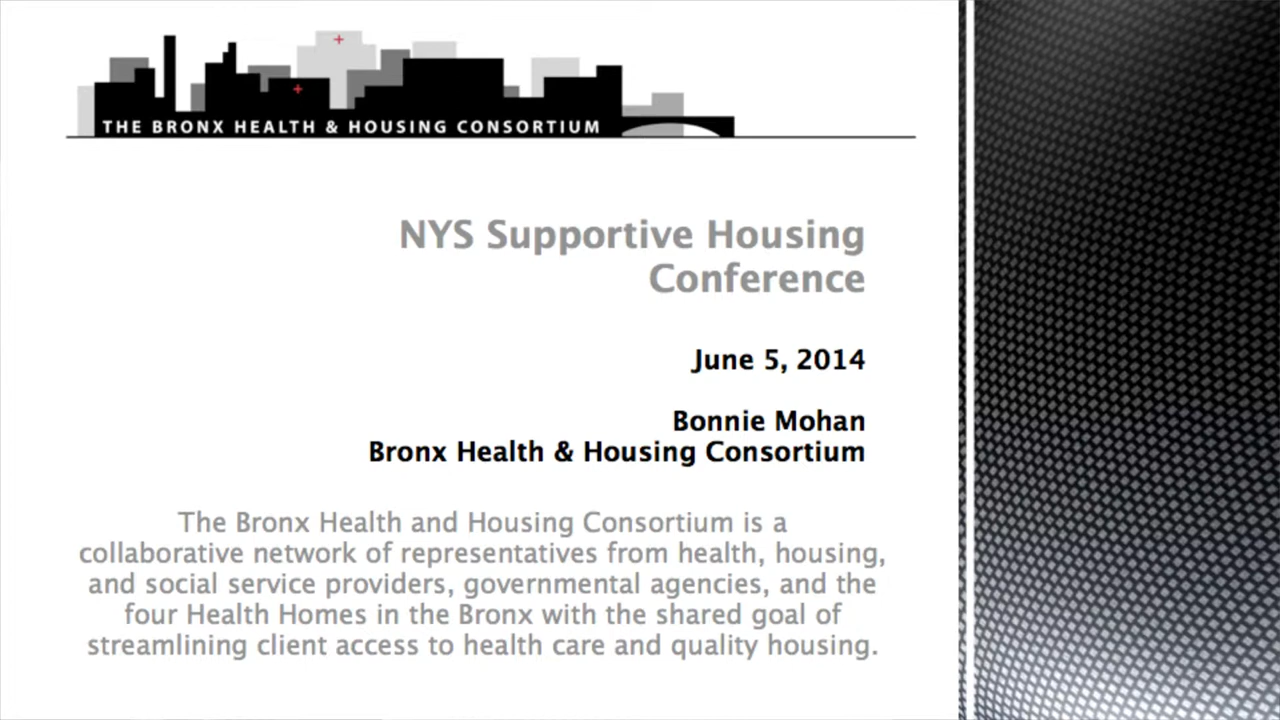 THE BRONX HEALTH & HOUSING CONSORTIUM
NYS Supportive Housing
Conference
June 5, 2014
Bonnie Mohan
Bronx Health & Housing Consortium
The Bronx Health and Housing Consortium is a
collaborative network of representatives from health, housing,
and social service providers, governmental agencies, and the
four Health Homes in the Bronx with the shared goal of
streamlining client access to health care and quality housing.